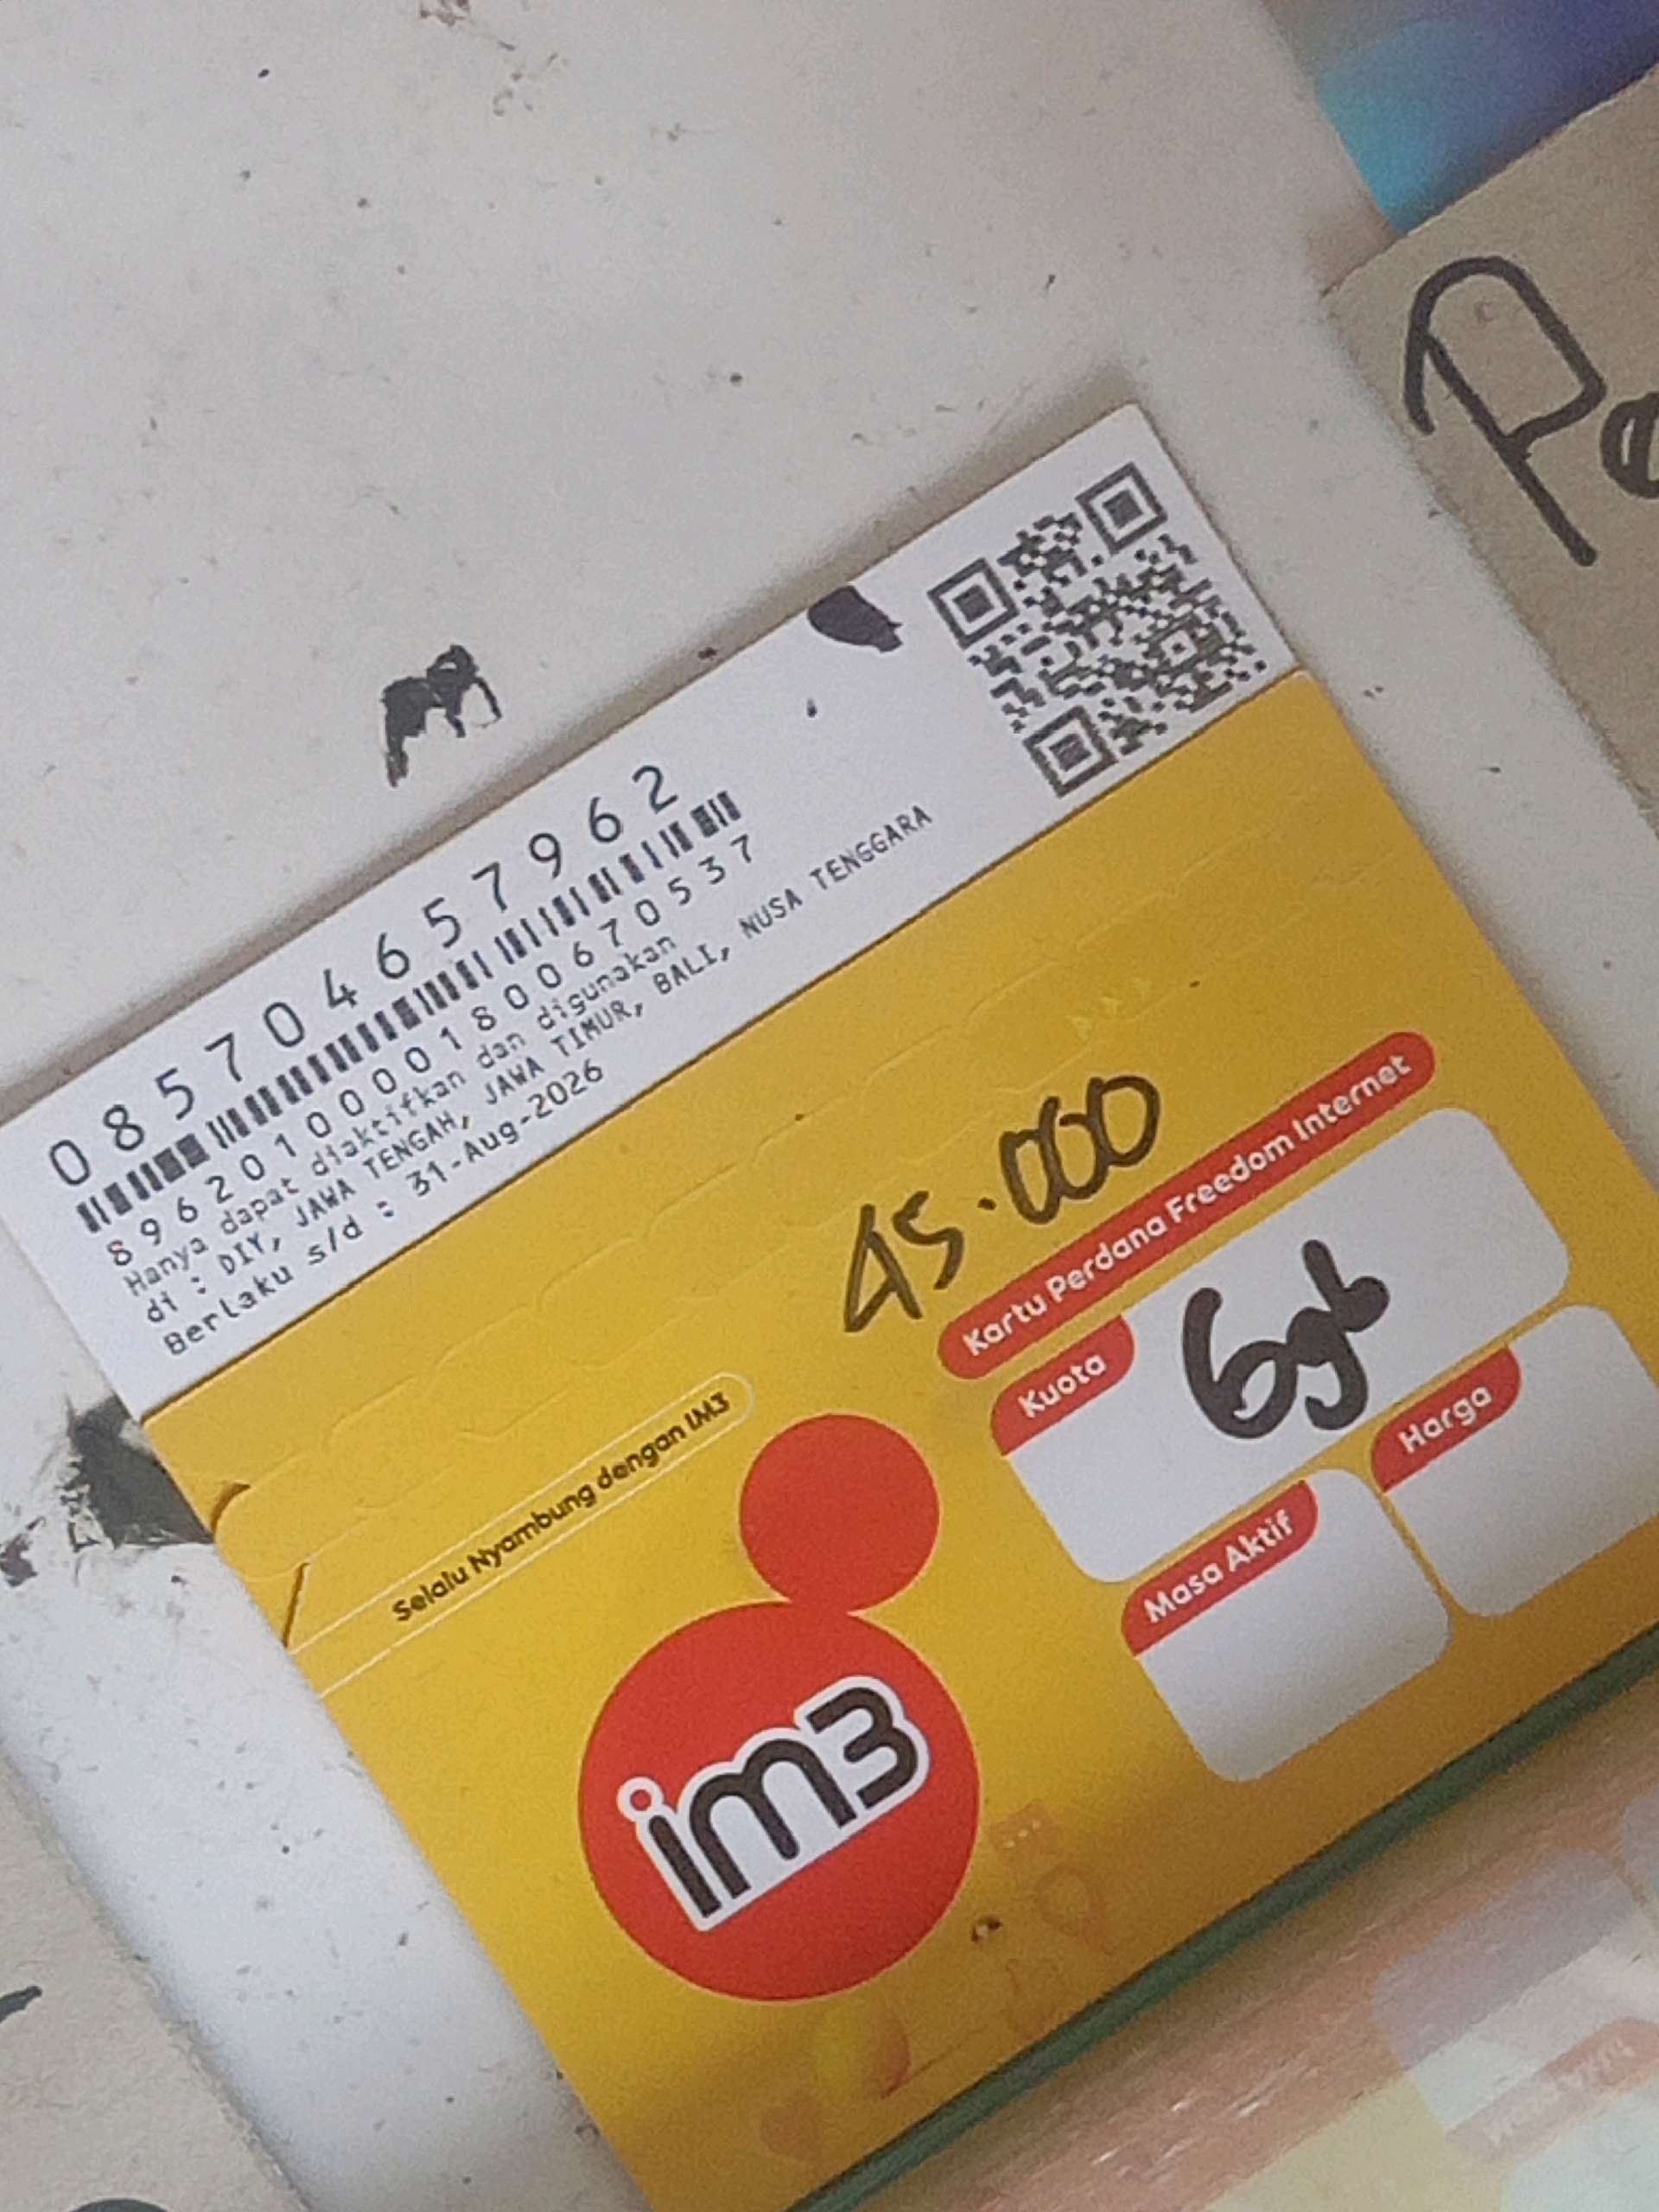 085704657962
8962010000180067053​7
Hanya dapat diaktifkan dan digunakan
di : DIY, JAWA TENGAH, JAWA TIMUR, BALI, NUSA TENGGARA
Berlaku s/d : 31-Aug-2026
45.000
Kartu Perdana Freedom Internet
Kuota
6gb
Masa Aktif
Harga
Selalu Nyambung dengan IM3
im3